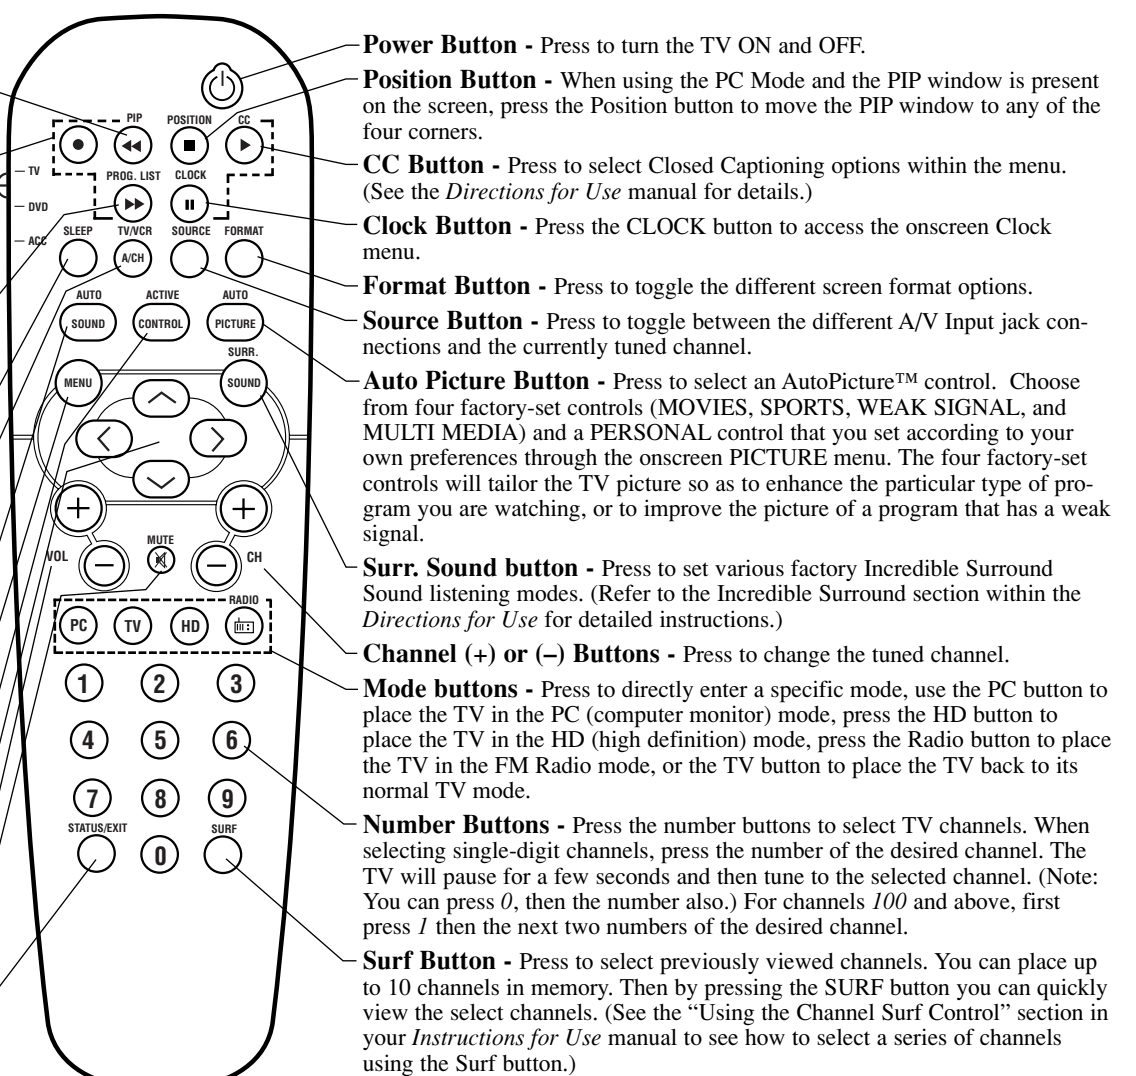 Power Button - Press to turn the TV ON and OFF.
Position Button - When using the PC Mode and the PIP window is present
on the screen, press the Position button to move the PIP window to any of the
four corners.
CC Button - Press to select Closed Captioning options within the menu.
(See the Directions for Use manual for details.)
Clock Button - Press the CLOCK button to access the onscreen Clock
menu.
Format Button - Press to toggle the different screen format options.
Source Button - Press to toggle between the different A/V Input jack con-
nections and the currently tuned channel.
Auto Picture Button - Press to select an AutoPicture™ control. Choose
from four factory-set controls (MOVIES, SPORTS, WEAK SIGNAL, and
MULTI MEDIA) and a PERSONAL control that you set according to your
own preferences through the onscreen PICTURE menu. The four factory-set
controls will tailor the TV picture so as to enhance the particular type of pro-
gram you are watching, or to improve the picture of a program that has a weak
signal.
Surr. Sound button - Press to set various factory Incredible Surround
Sound listening modes. (Refer to the Incredible Surround section within the
Directions for Use for detailed instructions.)
Channel (+) or (–) Buttons - Press to change the tuned channel.
Mode buttons - Press to directly enter a specific mode, use the PC button to
place the TV in the PC (computer monitor) mode, press the HD button to
place the TV in the HD (high definition) mode, press the Radio button to place
the TV in the FM Radio mode, or the TV button to place the TV back to its
normal TV mode.
Number Buttons - Press the number buttons to select TV channels. When
selecting single-digit channels, press the number of the desired channel. The
TV will pause for a few seconds and then tune to the selected channel. (Note:
You can press 0, then the number also.) For channels 100 and above, first
press 1 then the next two numbers of the desired channel.
Surf Button - Press to select previously viewed channels. You can place up
to 10 channels in memory. Then by pressing the SURF button you can quickly
view the select channels. (See the “Using the Channel Surf Control” section in
your Instructions for Use manual to see how to select a series of channels
using the Surf button.)
PIP POSITION CC
TV PROG. LIST CLOCK
DVD
ACC SLEEP TV/VCR SOURCE FORMAT
A/CH
AUTO ACTIVE AUTO
SOUND CONTROL PICTURE
SURR.
MENU SOUND
+ +
MUTE
VOL CH
– –
RADIO
PC TV HD
1 2 3
4 5 6
7 8 9
STATUS/EXIT SURF
0